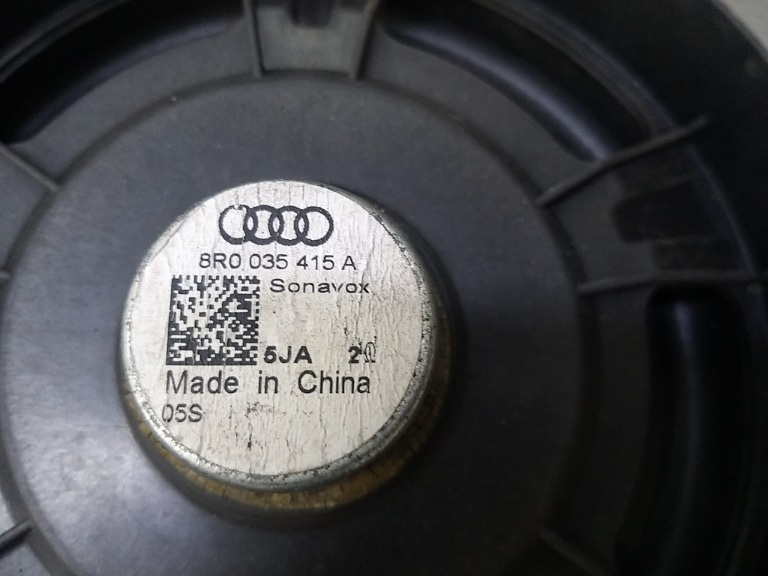 8R0 035 415 A
Sonavox
5JA 2Ω
Made in China
05S